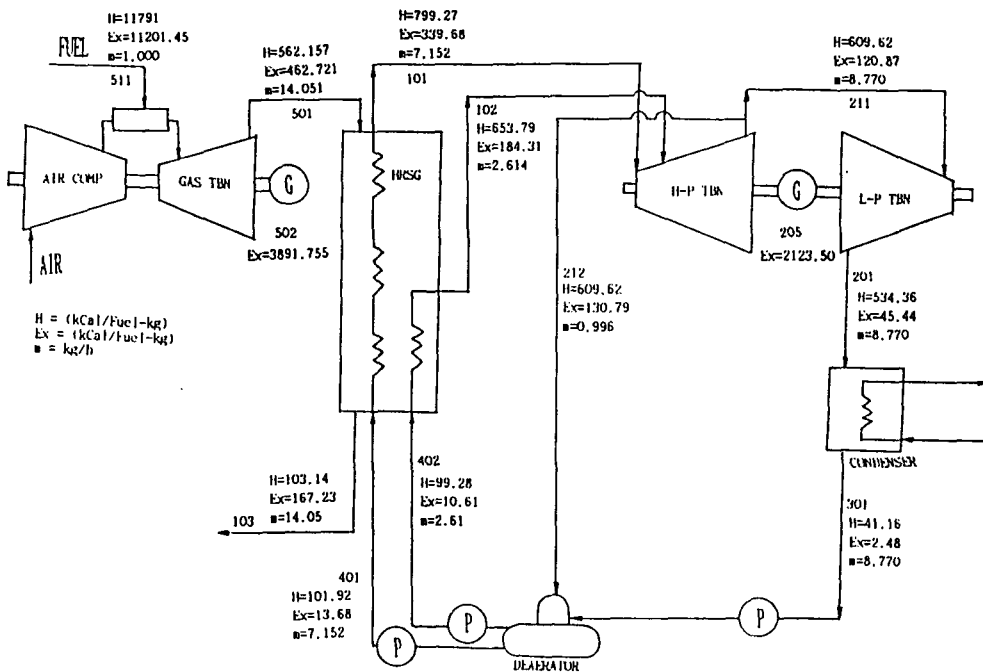 H=11791
Ex=11201.45
m=1.000
FUEL
511
H=562.157
Ex=462.721
m=14.051
501
H=799.27
Ex=339.68
m=7.152
101
H=609.62
Ex=120.87
m=8.770
211
102
H=653.79
Ex=184.31
m=2.614
AIR COMP
GAS TBN
G
HRSG
H-P TBN
G
L-P TBN
502
Ex=3891.755
205
Ex=2123.50
AIR
H = (kCal/Fuel-kg)
Ex = (kCal/Fuel-kg)
m = kg/h
212
H=609.62
Ex=130.79
m=0.996
201
H=534.36
Ex=45.44
m=8.770
CONDENSER
402
H=99.28
Ex=10.61
m=2.61
H=103.14
Ex=167.23
m=14.05
103
301
H=41.16
Ex=2.48
m=8.770
401
H=101.92
Ex=13.68
m=7.152
P
P
P
DEAERATOR